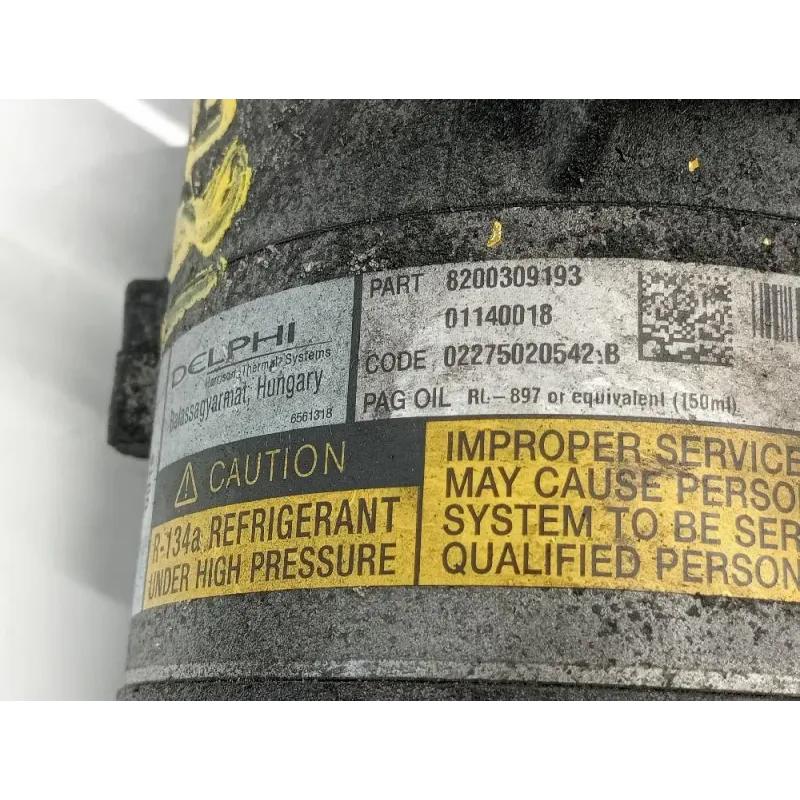 DELPHI
Harrison Thermal Systems
Balassagyarmat, Hungary
6561318
PART 8200309193
01140018
CODE 02275020542:B
PAG OIL RL-897 or equivalent (150ml)
CAUTION
R-134a REFRIGERANT
UNDER HIGH PRESSURE
IMPROPER SERVICE
MAY CAUSE PERSO
SYSTEM TO BE SER
QUALIFIED PERSON